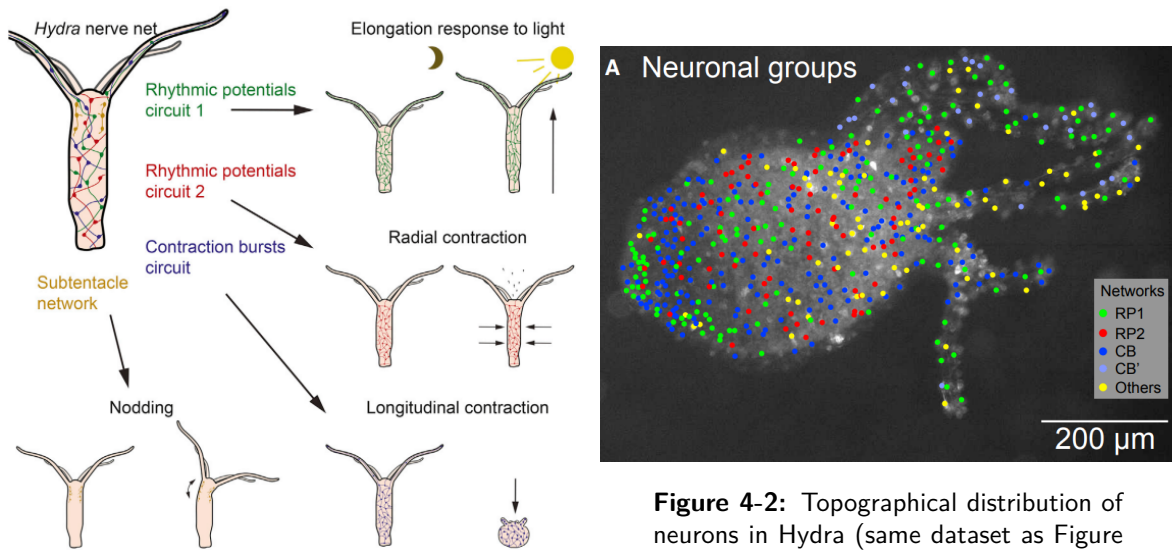 Hydra nerve net
Elongation response to light
Rhythmic potentials
circuit 1
Rhythmic potentials
circuit 2
Contraction bursts
circuit
Subtentacle
network
Radial contraction
Nodding
Longitudinal contraction
A Neuronal groups
Networks
RP1
RP2
CB
CB'
Others
200 μm
Figure 4-2: Topographical distribution of
neurons in Hydra (same dataset as Figure